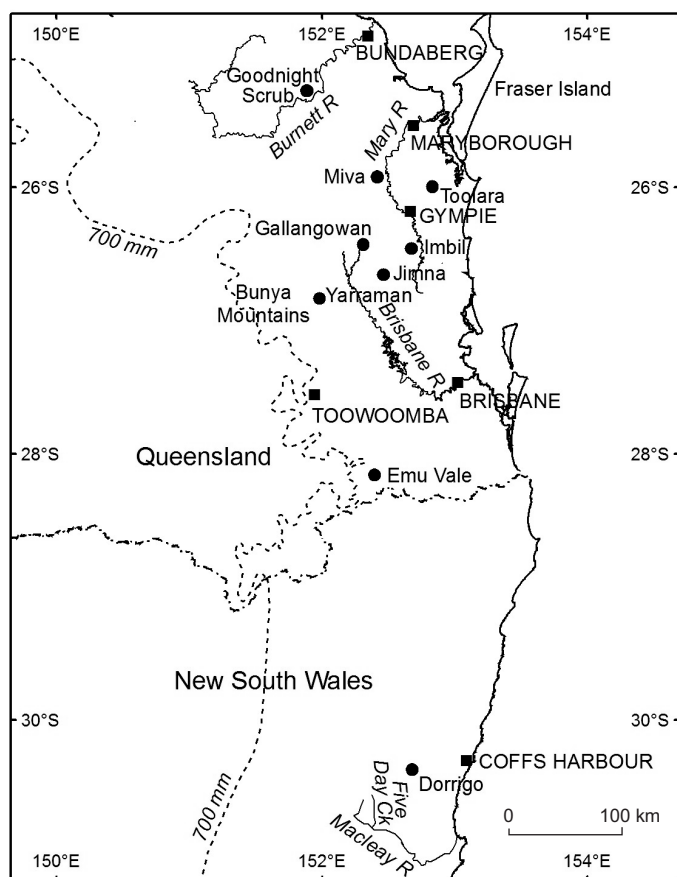 150°E
152°E
154°E
BUNDABERG
Goodnight
Scrub
Fraser Island
Burnett R
Mary R
MARYBOROUGH
Miva
26°S
26°S
Toolara
GYMPIE
700 mm
Gallangowan
Imbil
Jimna
Bunya
Mountains
Yarraman
Brisbane R
BRISBANE
TOOWOOMBA
28°S
28°S
Queensland
Emu Vale
New South Wales
30°S
30°S
COFFS HARBOUR
Dorrigo
Five
Day Ck
700 mm
Macleay R
0
100 km
150°E
152°E
154°E